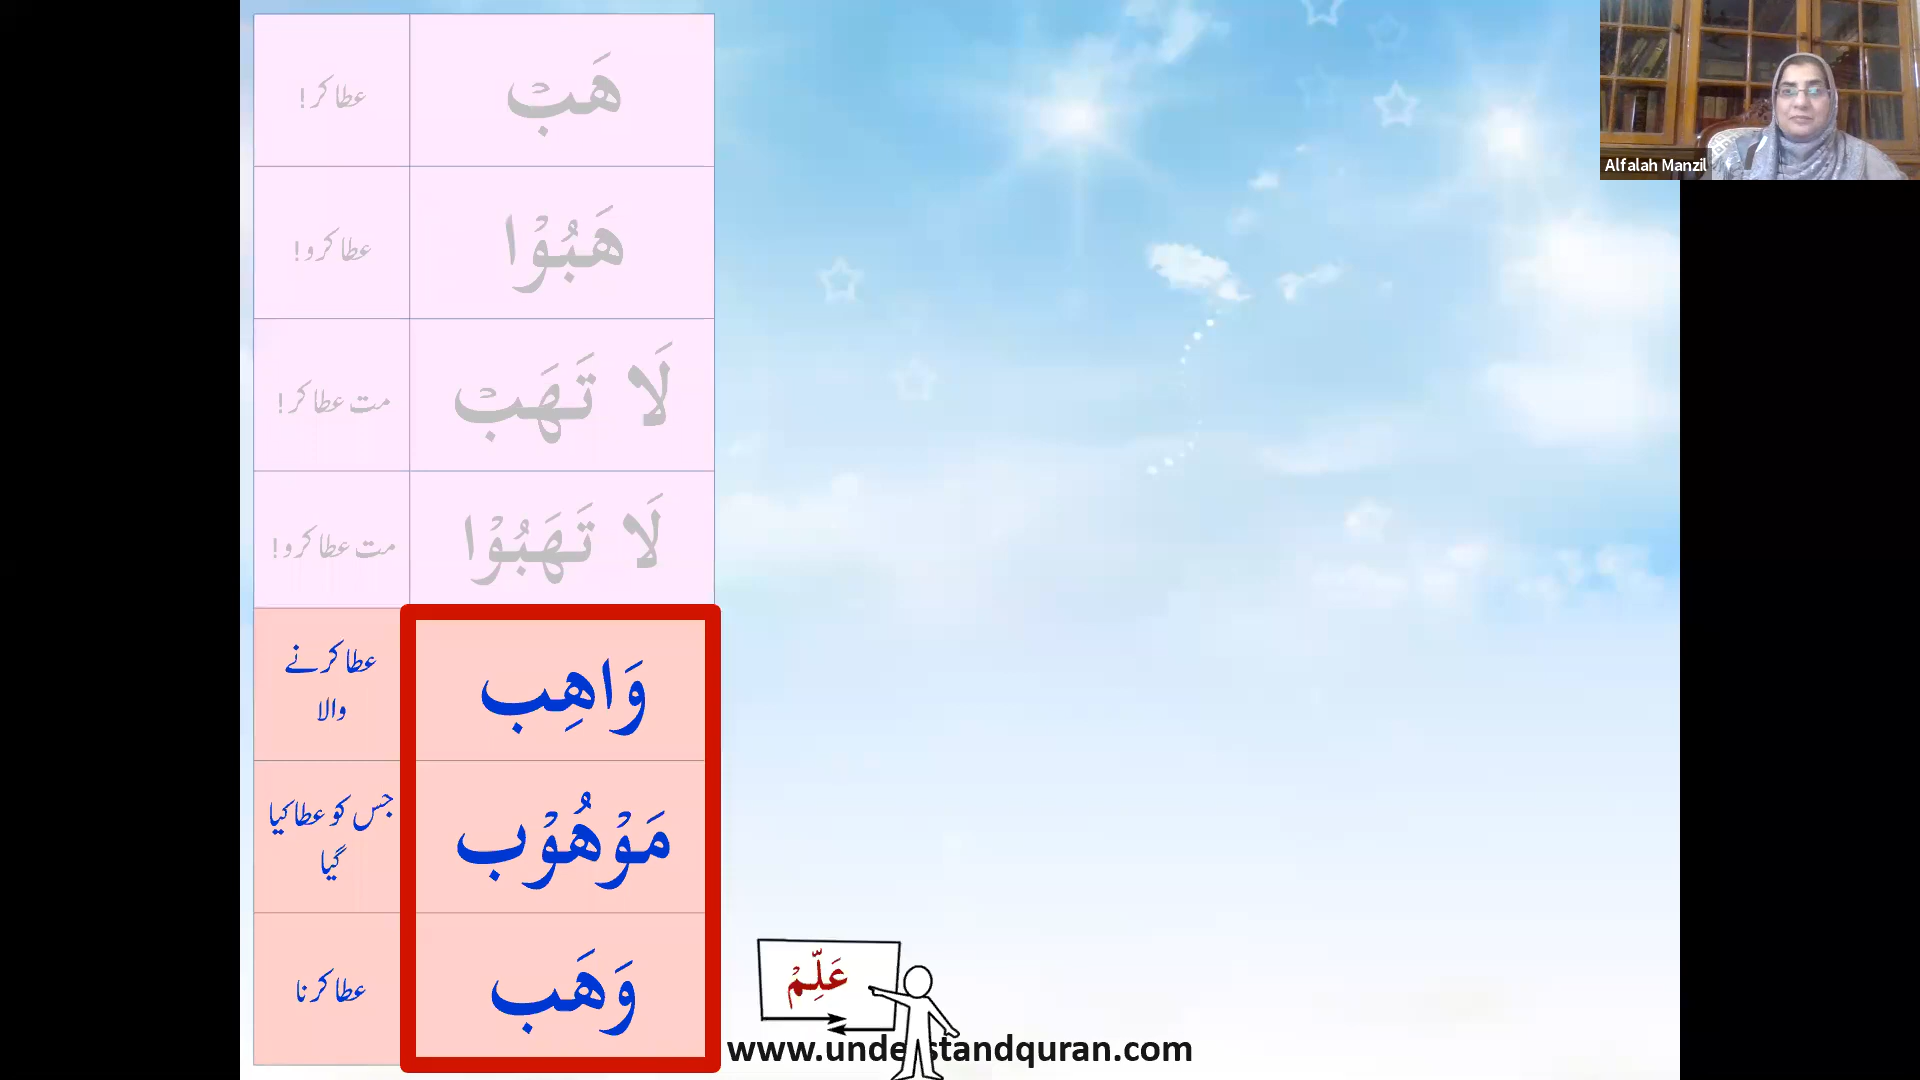 هَبْ
عطا کر!
هَبُوْا
عطا کرو!
لَا تَهَبْ
مت عطا کر!
لَا تَهَبُوْا
مت عطا کرو!
وَاهِب
عطا کرنے
والا
مَوْهُوْب
جس کو عطا کیا
گیا
وَهَب
عطا کرنا
عَلِّمْ
www.understandquran.com
Alfalah Manzil